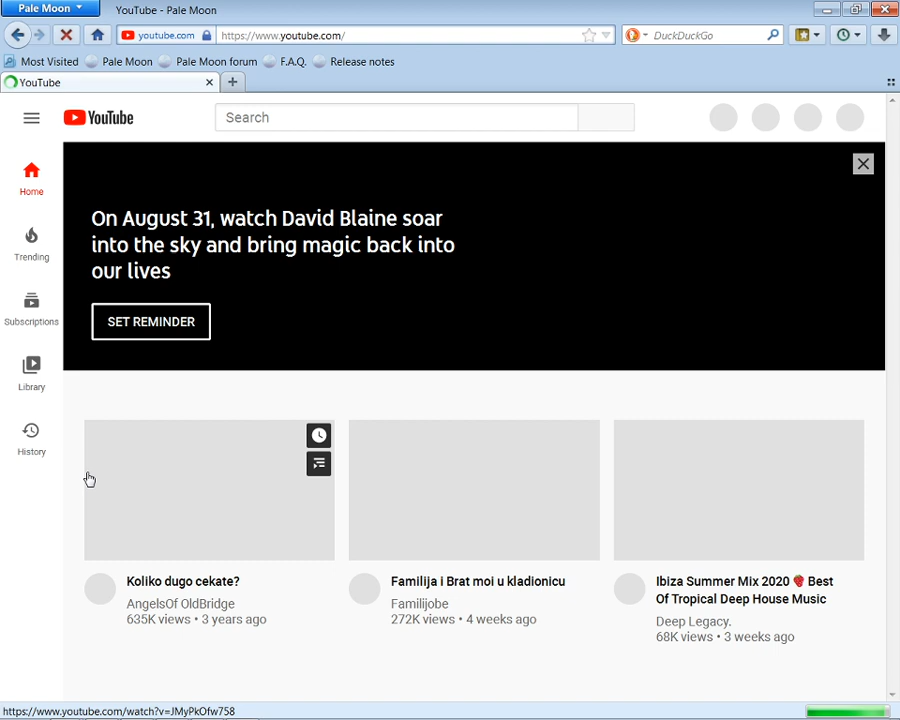 Pale Moon
YouTube - Pale Moon
youtube.com
https://www.youtube.com/
DuckDuckGo
Most Visited
Pale Moon
Pale Moon forum
F.A.Q.
Release notes
YouTube
YouTube
Search
Home
Trending
Subscriptions
Library
History
On August 31, watch David Blaine soar
into the sky and bring magic back into
our lives
SET REMINDER
Koliko dugo cekate?
AngelsOf OldBridge
635K views • 3 years ago
Familija i Brat moi u kladionicu
Familijobe
272K views • 4 weeks ago
Ibiza Summer Mix 2020 🍓 Best
Of Tropical Deep House Music
Deep Legacy.
68K views • 3 weeks ago
https://www.youtube.com/watch?v=JMyPkOfw758